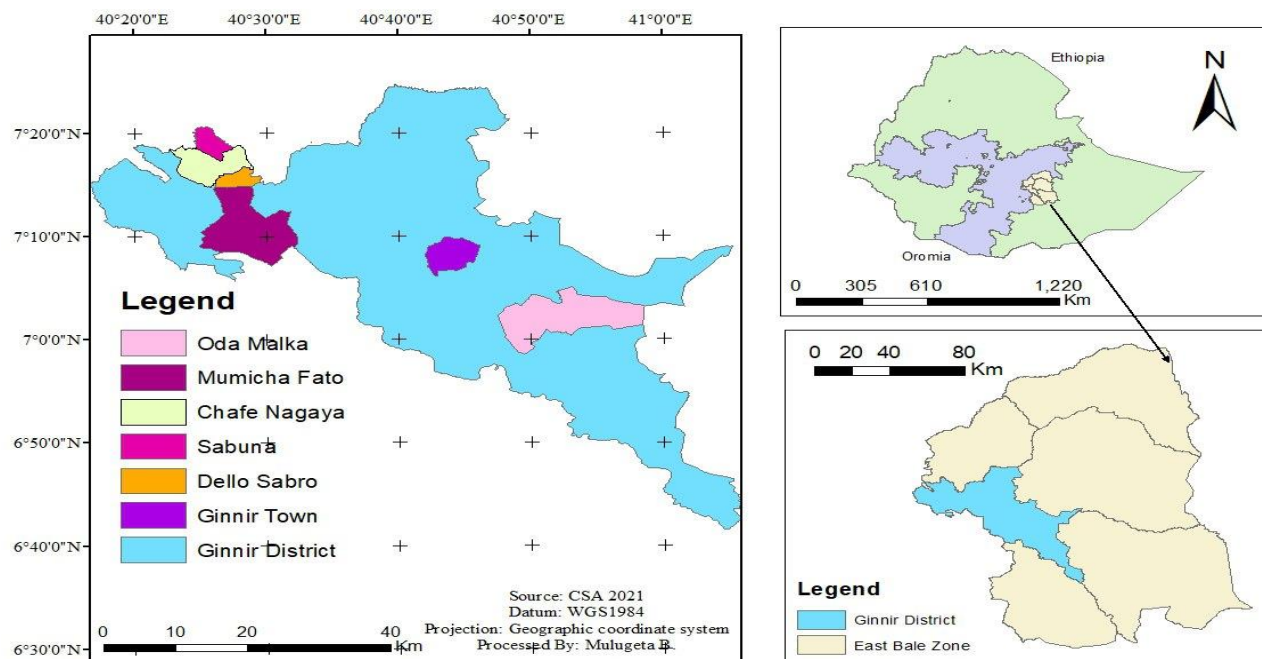 40°20'0"E 40°30'0"E 40°40'0"E 40°50'0"E 41°0'0"E
7°20'0"N
7°10'0"N
7°0'0"N
6°50'0"N
6°40'0"N
6°30'0"N
Legend
Oda Malka
Mumicha Fato
Chafe Nagaya
Sabuna
Dello Sabro
Ginnir Town
Ginnir District
Source: CSA 2021
Datum: WGS1984
Projection: Geographic coordinate system
Processed By: Mulugeta B.
0 10 20 40
Km
Ethiopia
N
Oromia
0 305 610 1,220
Km
0 20 40 80
Km
Legend
Ginnir District
East Bale Zone